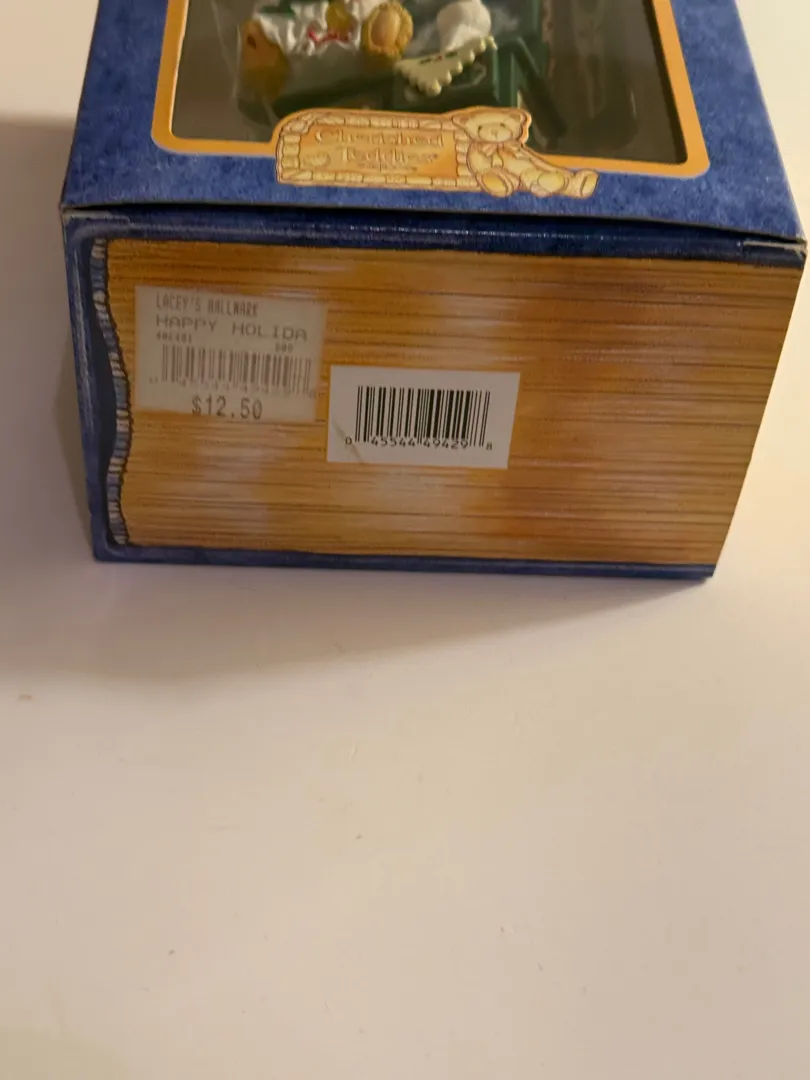 Cherished
Teddies
LACEY'S HALLMARK
HAPPY HOLIDA
$12.50
0 45544 49429 8